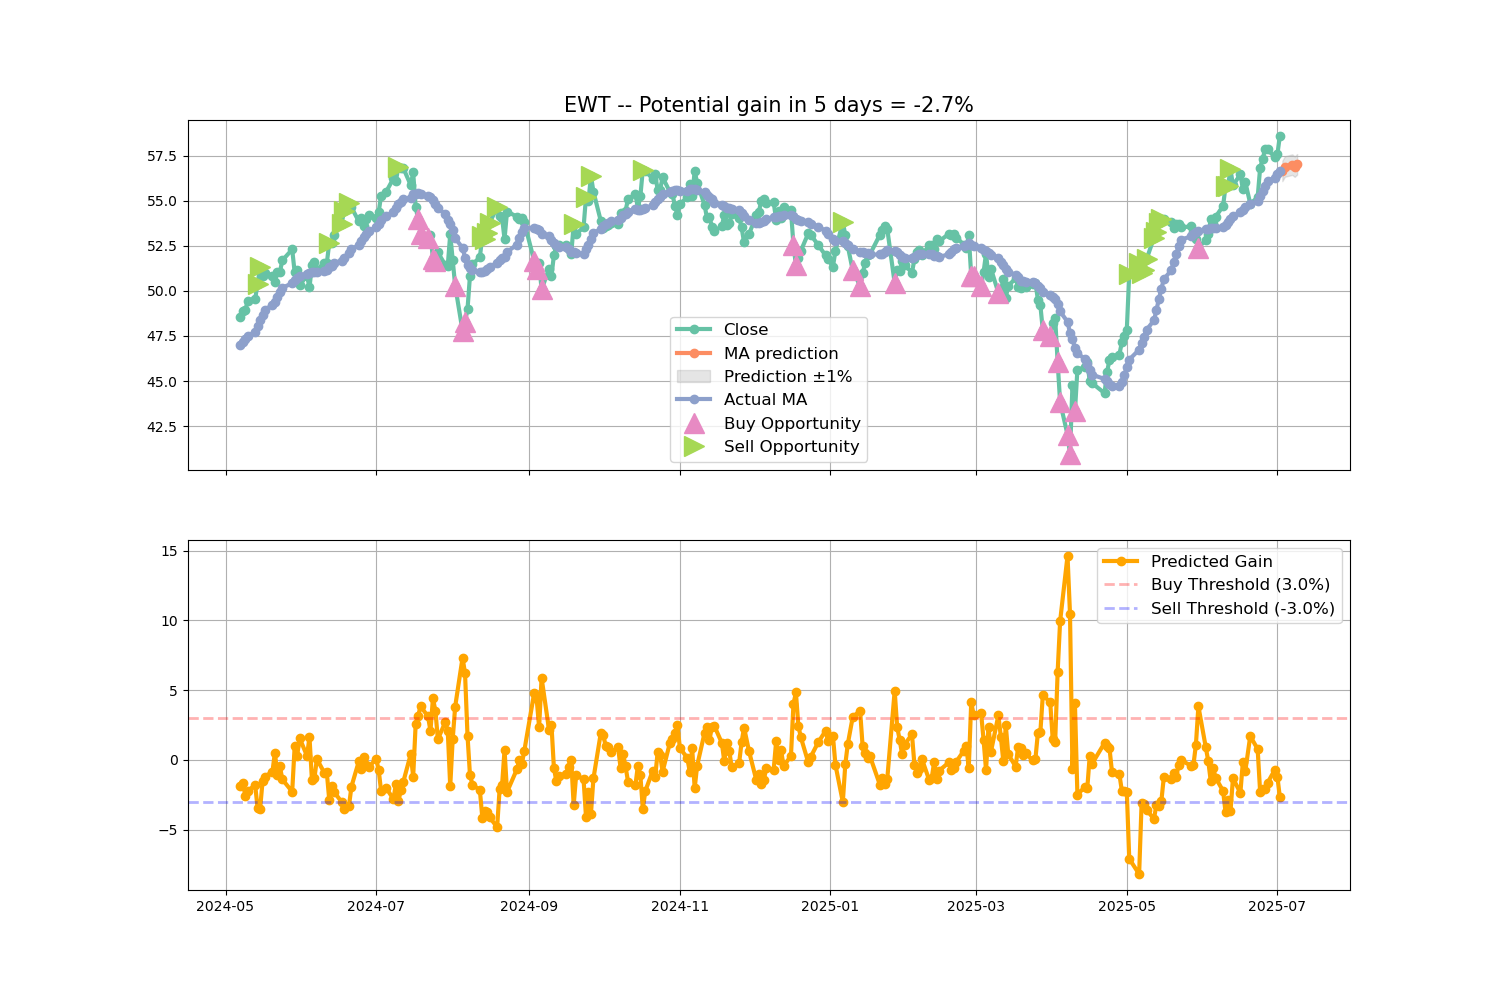 EWT -- Potential gain in 5 days = -2.7%
57.5
55.0
52.5
50.0
47.5
45.0
42.5
Close
MA prediction
Prediction ±1%
Actual MA
Buy Opportunity
Sell Opportunity
15
10
5
0
−5
Predicted Gain
Buy Threshold (3.0%)
Sell Threshold (-3.0%)
2024-05 2024-07 2024-09 2024-11 2025-01 2025-03 2025-05 2025-07